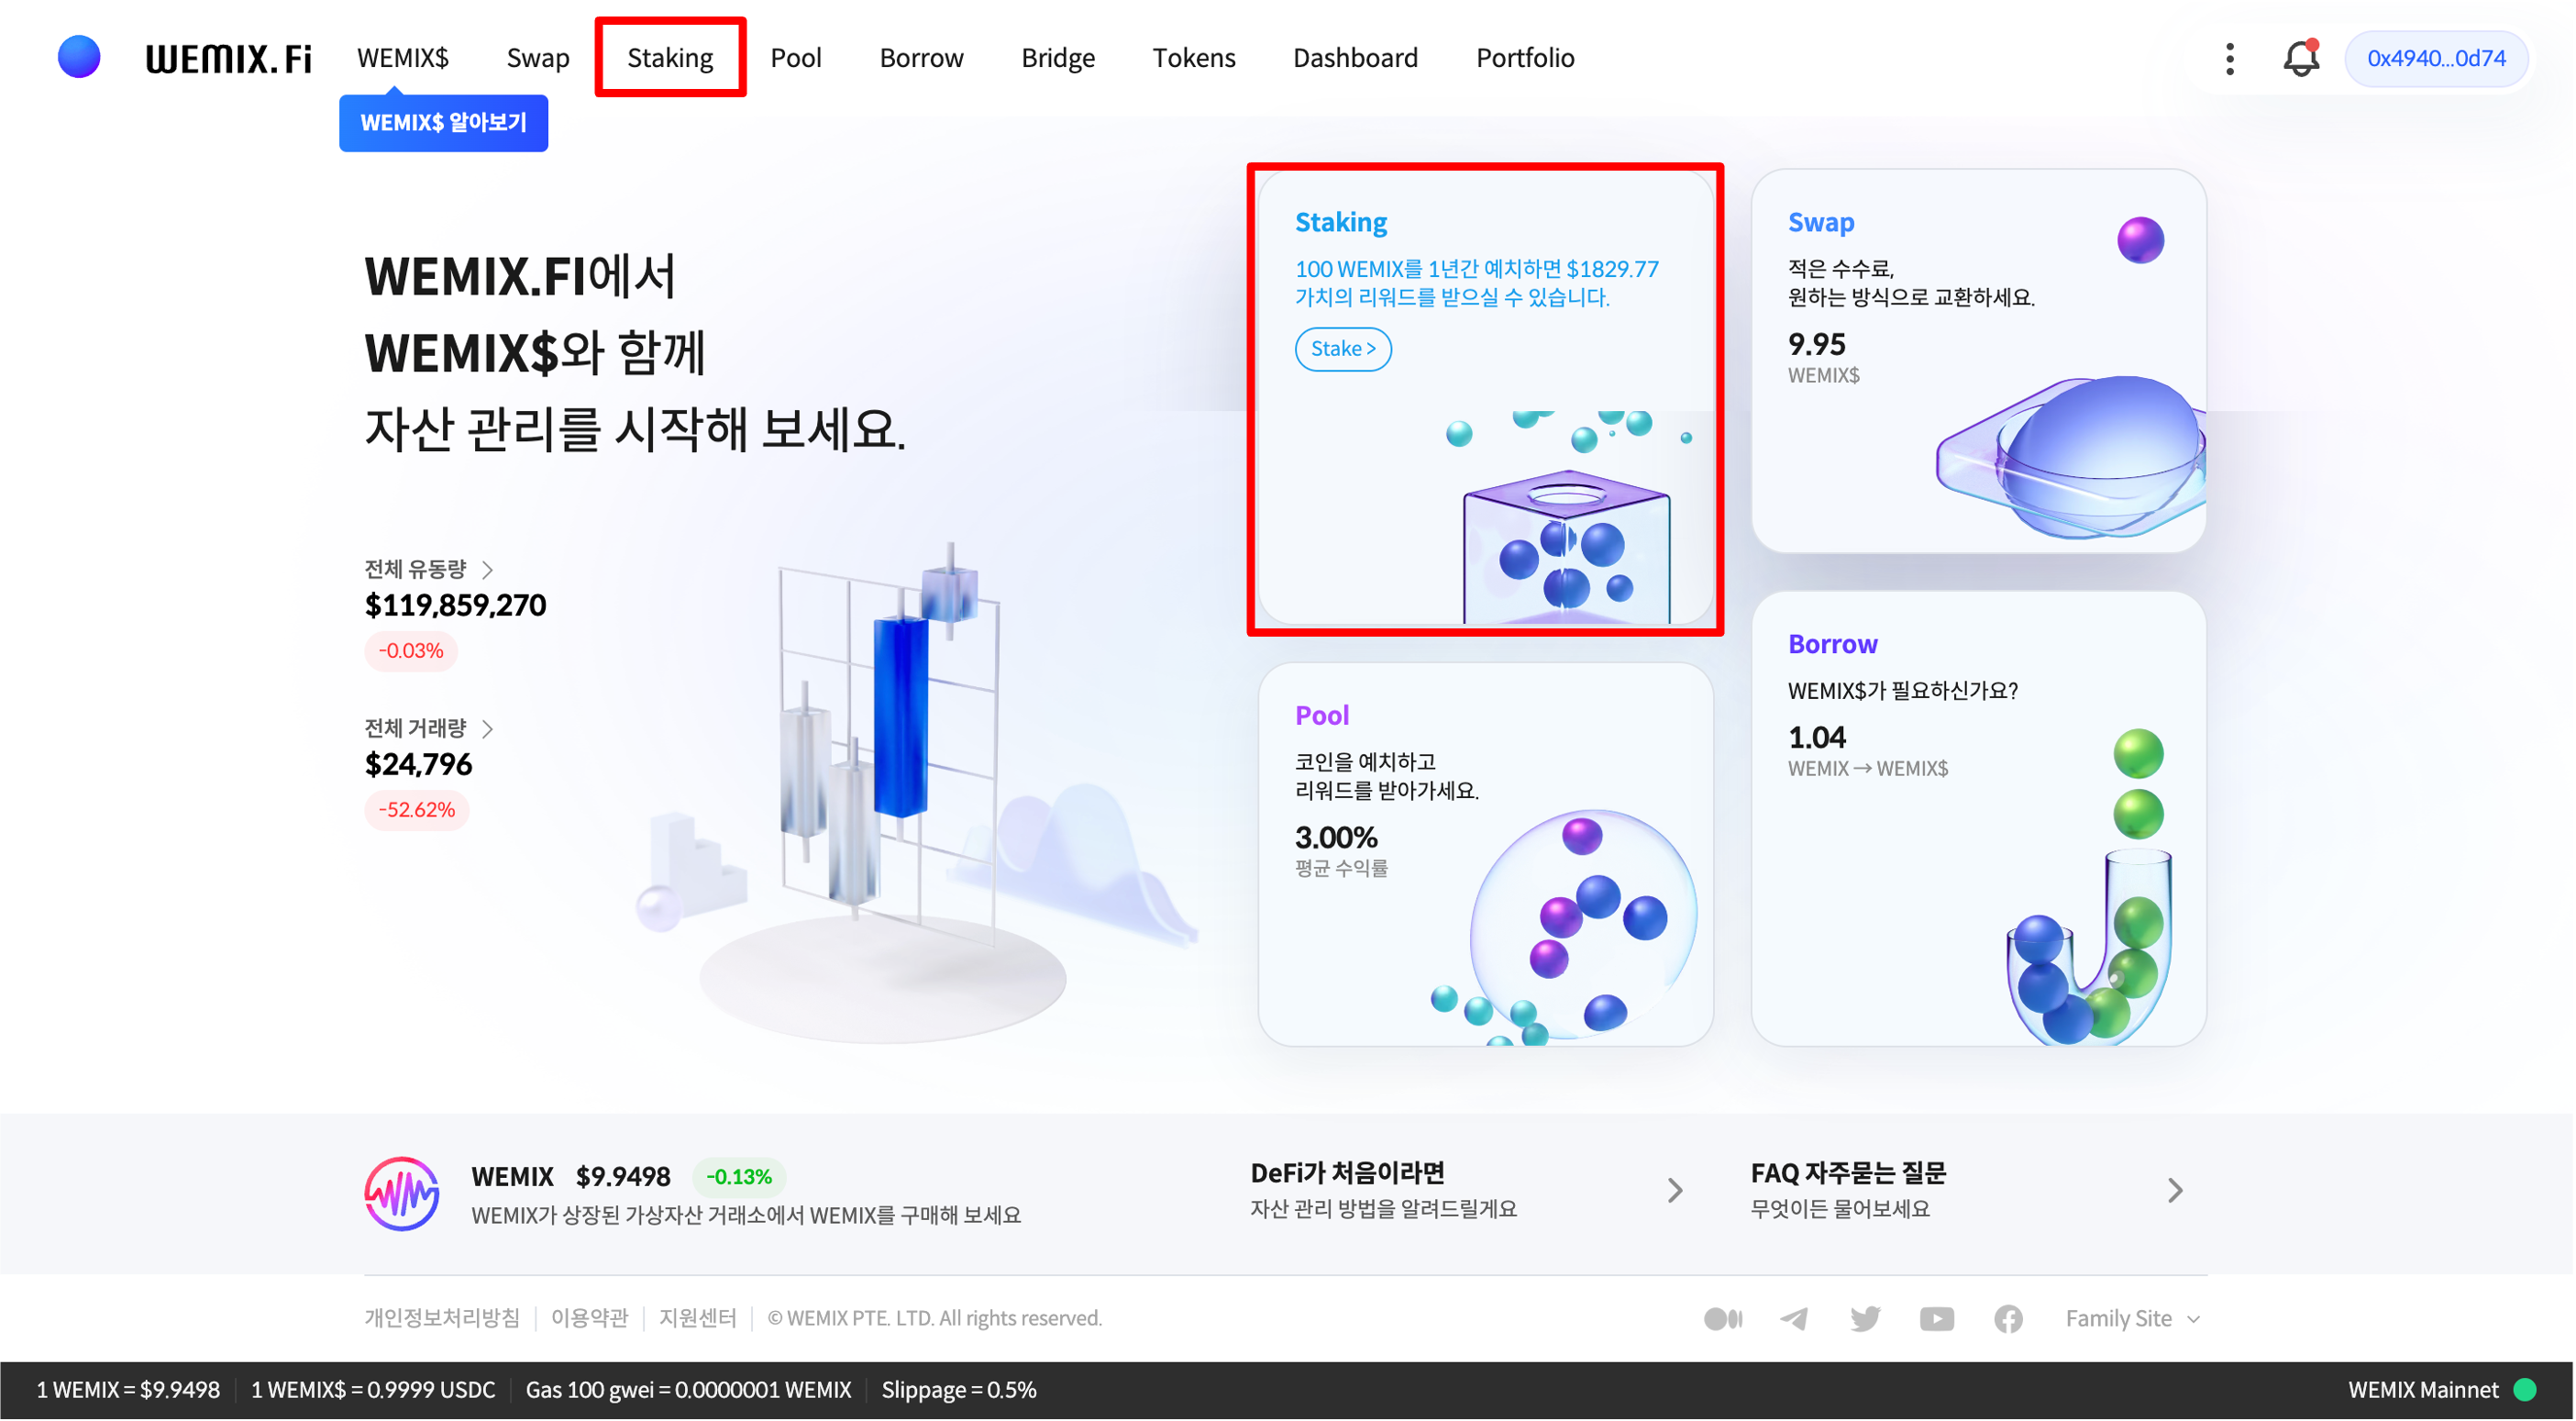 WEMIX.Fi
WEMIX$
Swap
Staking
Pool
Borrow
Bridge
Tokens
Dashboard
Portfolio
0x4940...0d74
WEMIX$ 알아보기
WEMIX.FI에서
WEMIX$와 함께
자산 관리를 시작해 보세요.
전체 유동량
$119,859,270
-0.03%
전체 거래량
$24,796
-52.62%
Staking
100 WEMIX를 1년간 예치하면 $1829.77
가치의 리워드를 받으실 수 있습니다.
Stake >
Swap
적은 수수료,
원하는 방식으로 교환하세요.
9.95
WEMIX$
Pool
코인을 예치하고
리워드를 받아가세요.
3.00%
평균 수익률
Borrow
WEMIX$가 필요하신가요?
1.04
WEMIX → WEMIX$
WEMIX $9.9498 -0.13%
WEMIX가 상장된 가상자산 거래소에서 WEMIX를 구매해 보세요
DeFi가 처음이라면
자산 관리 방법을 알려드릴게요
FAQ 자주묻는 질문
무엇이든 물어보세요
개인정보처리방침
이용약관
지원센터
© WEMIX PTE. LTD. All rights reserved.
Family Site
1 WEMIX = $9.9498
1 WEMIX$ = 0.9999 USDC
Gas 100 gwei = 0.0000001 WEMIX
Slippage = 0.5%
WEMIX Mainnet